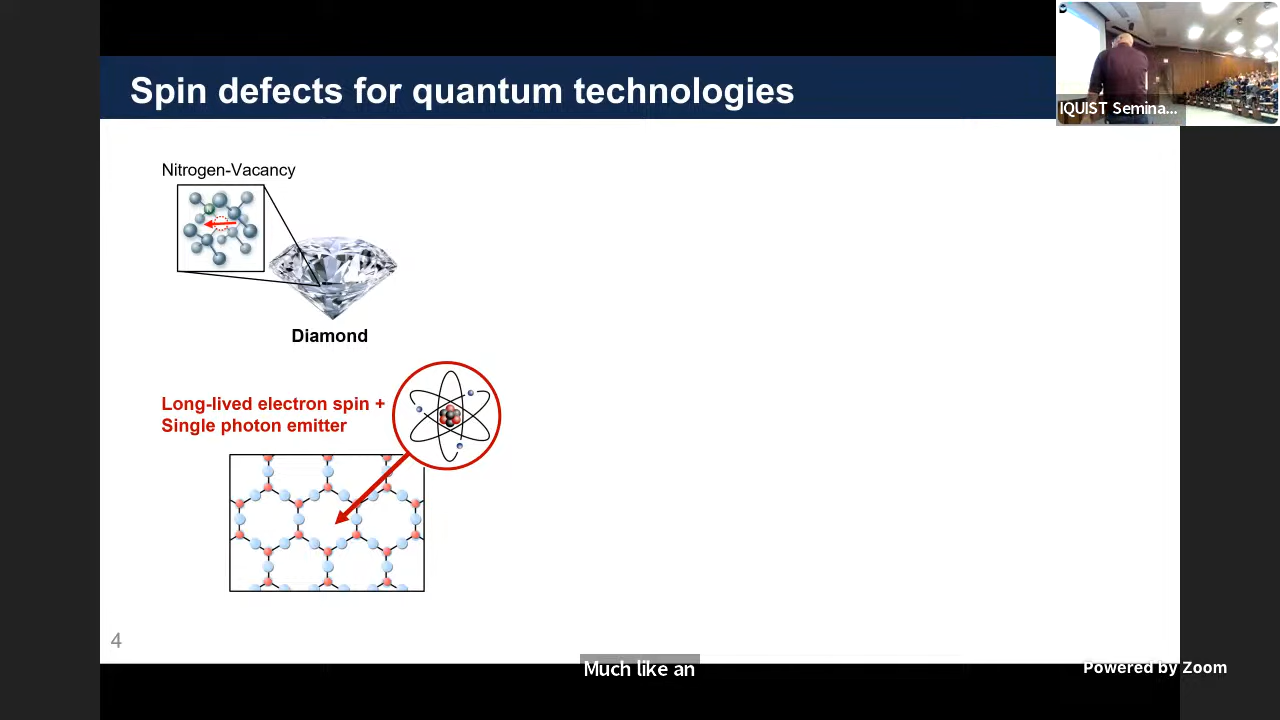 Spin defects for quantum technologies
IQUIST Semina...
Nitrogen-Vacancy
Diamond
Long-lived electron spin +
Single photon emitter
4
Much like an
Powered by Zoom